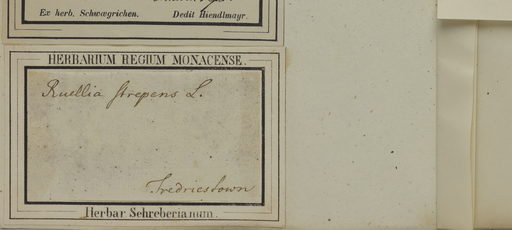 Ex herb. Schwægrichen. Dedit Hiendlmayr.
HERBARIUM REGIUM MONACENSE.
Ruellia strepens L.
Fredricstown
Herbar Schreberianum.